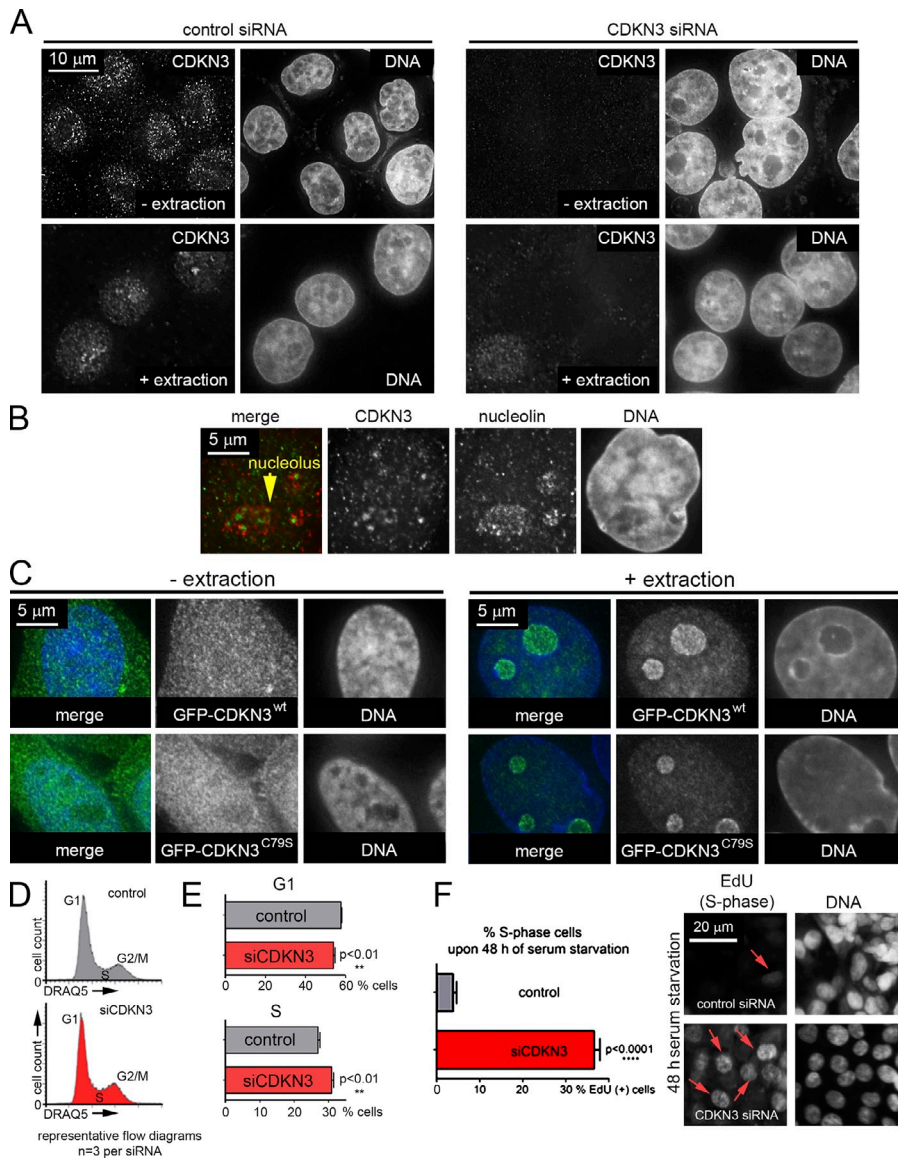 A
control siRNA
CDKN3 siRNA
10 μm
CDKN3
DNA
CDKN3
DNA
- extraction
- extraction
CDKN3
CDKN3
DNA
+ extraction
DNA
+ extraction
B
merge
CDKN3
nucleolin
DNA
5 μm
nucleolus
C
- extraction
+ extraction
5 μm
5 μm
merge
GFP-CDKN3wt
DNA
merge
GFP-CDKN3wt
DNA
merge
GFP-CDKN3C79S
DNA
merge
GFP-CDKN3C79S
DNA
D
G1
control
cell count
S
G2/M
DRAQ5
G1
siCDKN3
cell count
S
G2/M
DRAQ5
representative flow diagrams
n=3 per siRNA
E
G1
control
siCDKN3
p<0.01
**
0 20 40 60 % cells
S
control
siCDKN3
p<0.01
**
0 10 20 30 % cells
F
% S-phase cells
upon 48 h of serum starvation
control
siCDKN3
p<0.0001
****
0 10 20 30 % EdU (+) cells
EdU
(S-phase)
DNA
48 h serum starvation
20 μm
control siRNA
CDKN3 siRNA